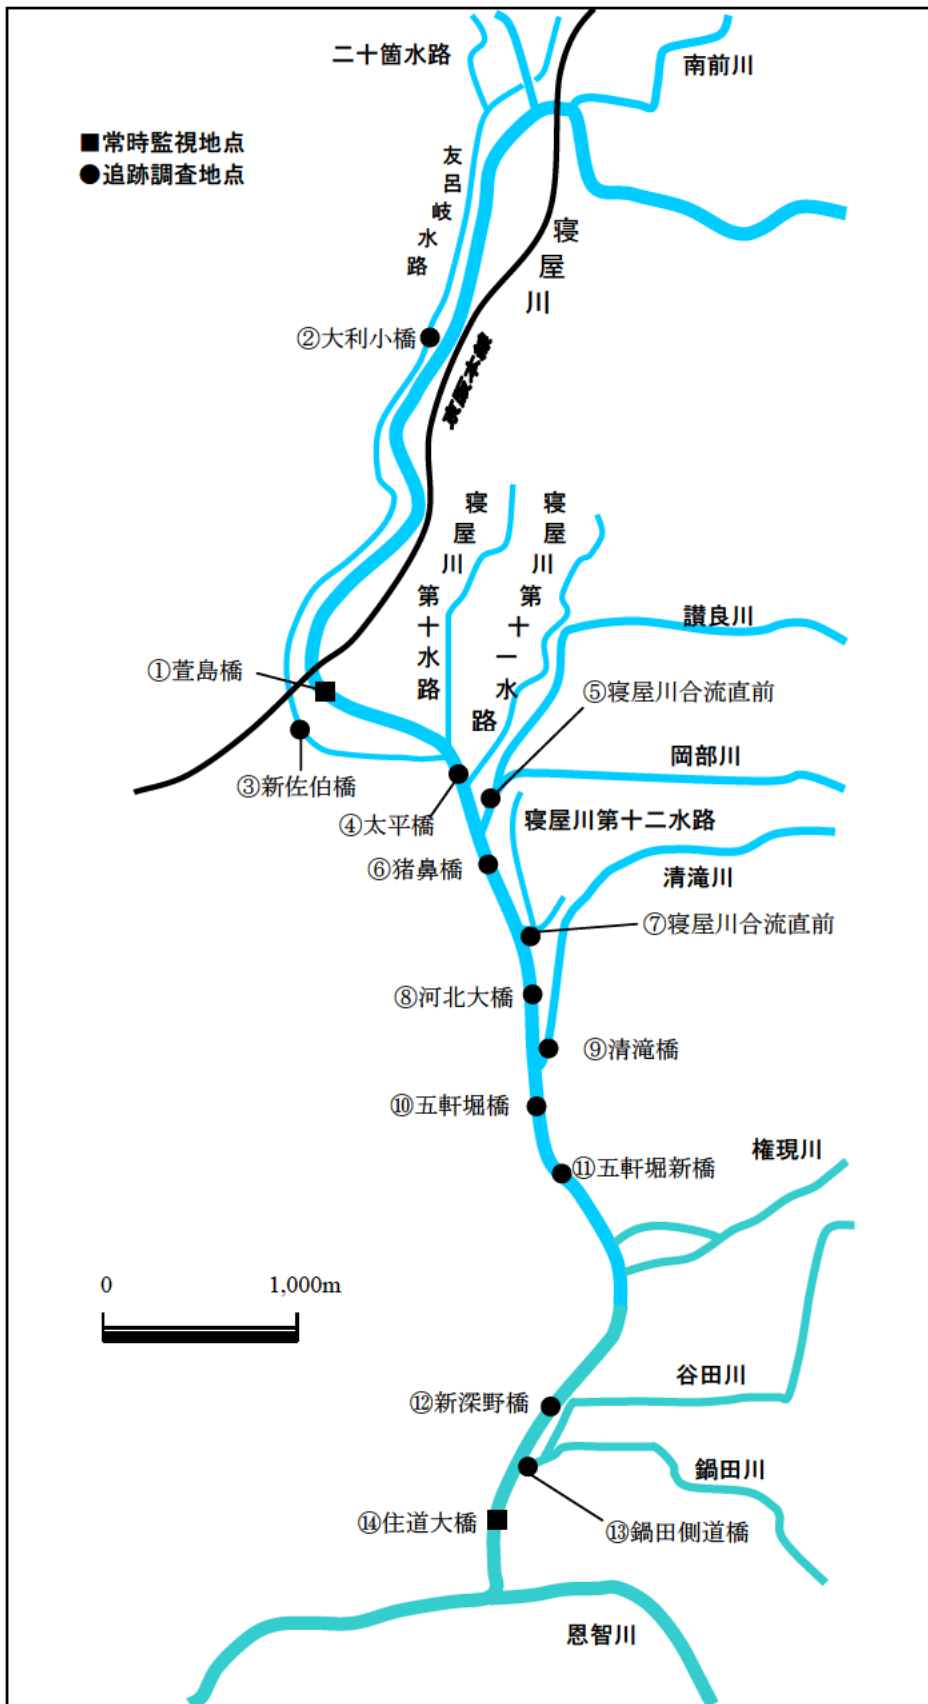 二十箇水路
南前川
■常時監視地点
●追跡調査地点
友呂岐水路
寝屋川
②大利小橋
寝屋川第十水路
寝屋川第十一水路
讃良川
①萱島橋
⑤寝屋川合流直前
岡部川
③新佐伯橋
④太平橋
寝屋川第十二水路
⑥猪鼻橋
清滝川
⑦寝屋川合流直前
⑧河北大橋
⑨清滝橋
⑩五軒堀橋
権現川
⑪五軒堀新橋
0 1,000m
谷田川
⑫新深野橋
鍋田川
⑭住道大橋
⑬鍋田側道橋
恩智川